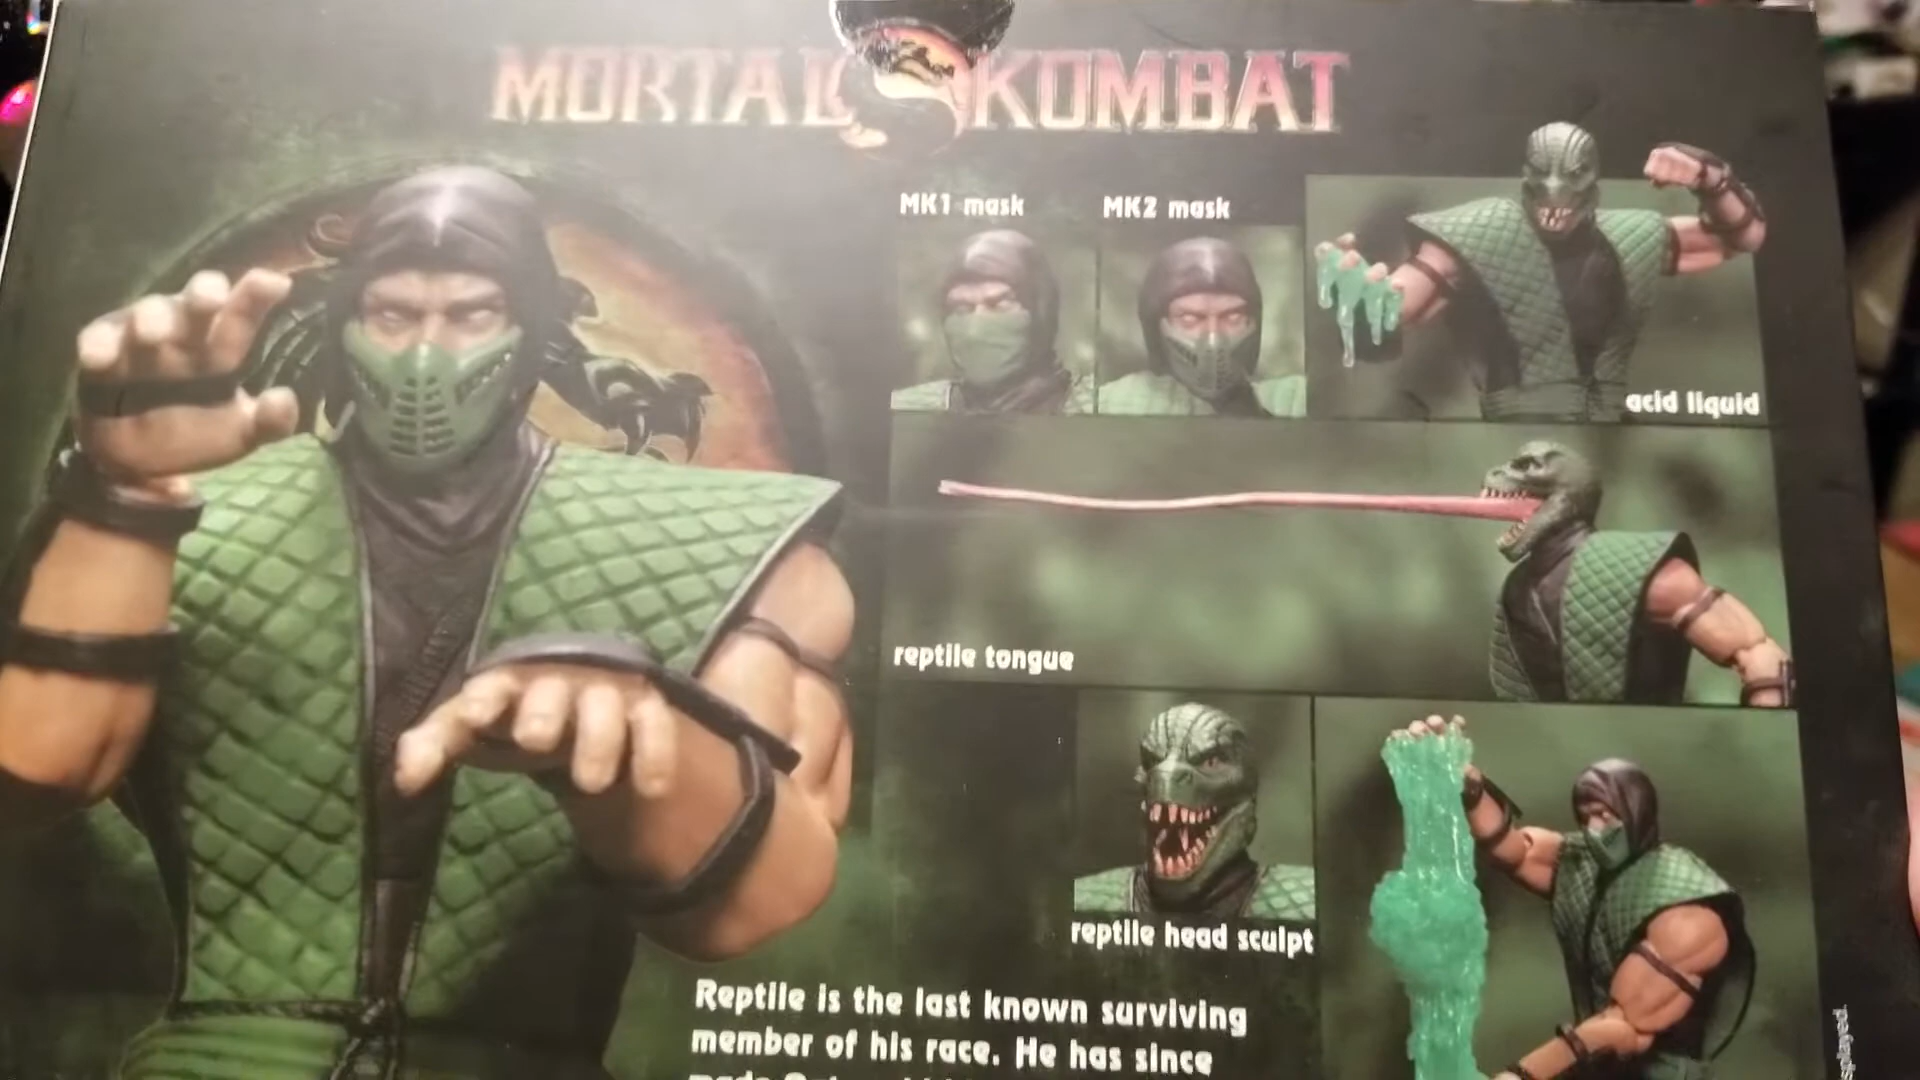 MORTAL KOMBAT
MK1 mask
MK2 mask
acid liquid
reptile tongue
reptile head sculpt
Reptile is the last known surviving
member of his race. He has since